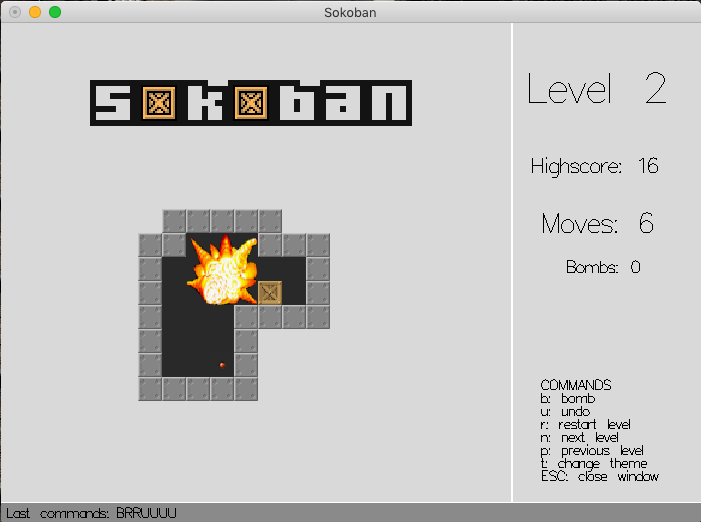 Sokoban
sokoban
Level 2
Highscore: 16
Moves: 6
Bombs: 0
COMMANDS
b: bomb
u: undo
r: restart level
n: next level
p: previous level
t: change theme
ESC: close window
Last commands: BRRUUUU